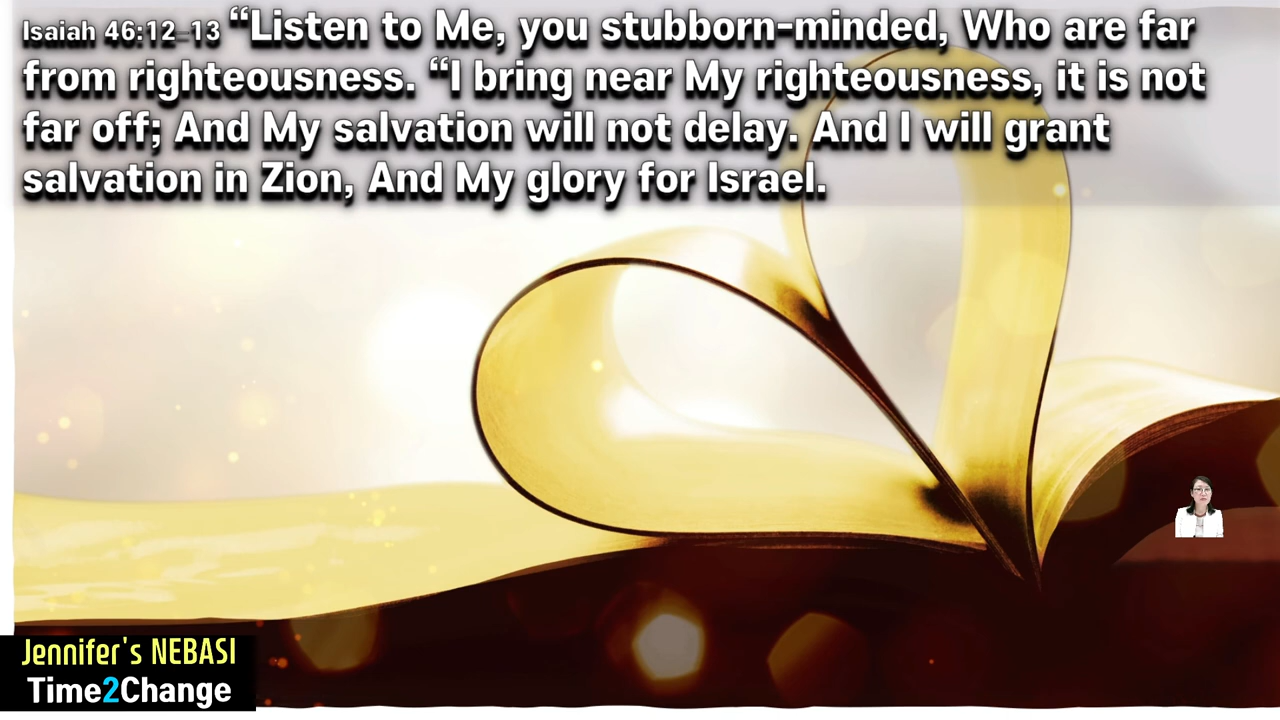 Isaiah 46:12-13 “Listen to Me, you stubborn-minded, Who are far
from righteousness. “I bring near My righteousness, it is not
far off; And My salvation will not delay. And I will grant
salvation in Zion, And My glory for Israel.
Jennifer's NEBASI
Time2Change